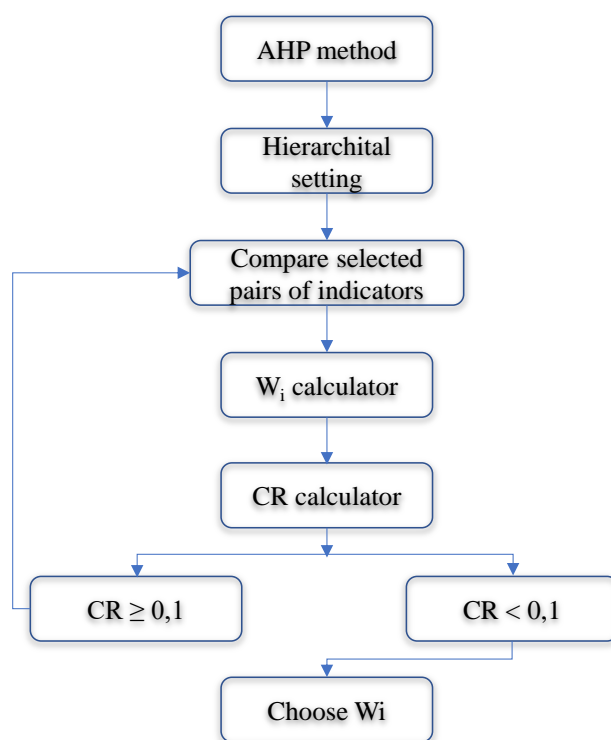 AHP method
Hierarchital
setting
Compare selected
pairs of indicators
Wi calculator
CR calculator
CR ≥ 0,1
CR < 0,1
Choose Wi